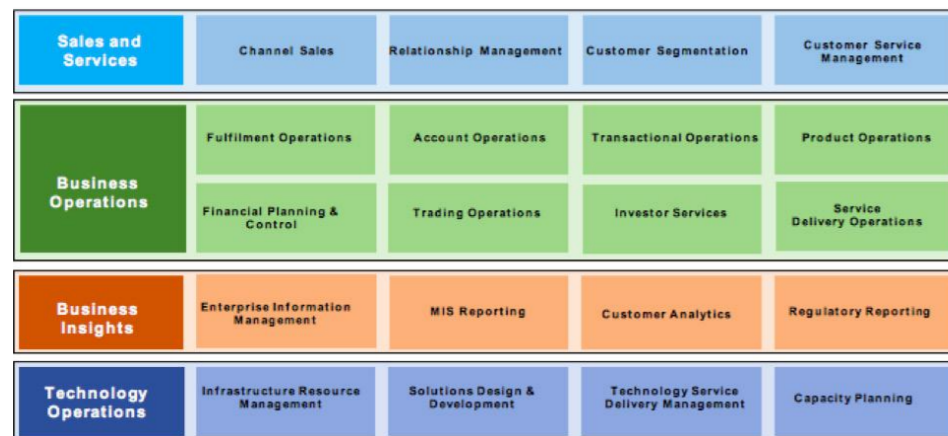 Sales and
Services
Channel Sales
Relationship Management
Customer Segmentation
Customer Service
Management
Business
Operations
Fulfilment Operations
Account Operations
Transactional Operations
Product Operations
Financial Planning &
Control
Trading Operations
Investor Services
Service
Delivery Operations
Business
Insights
Enterprise Information
Management
MIS Reporting
Customer Analytics
Regulatory Reporting
Technology
Operations
Infrastructure Resource
Management
Solutions Design &
Development
Technology Service
Delivery Management
Capacity Planning